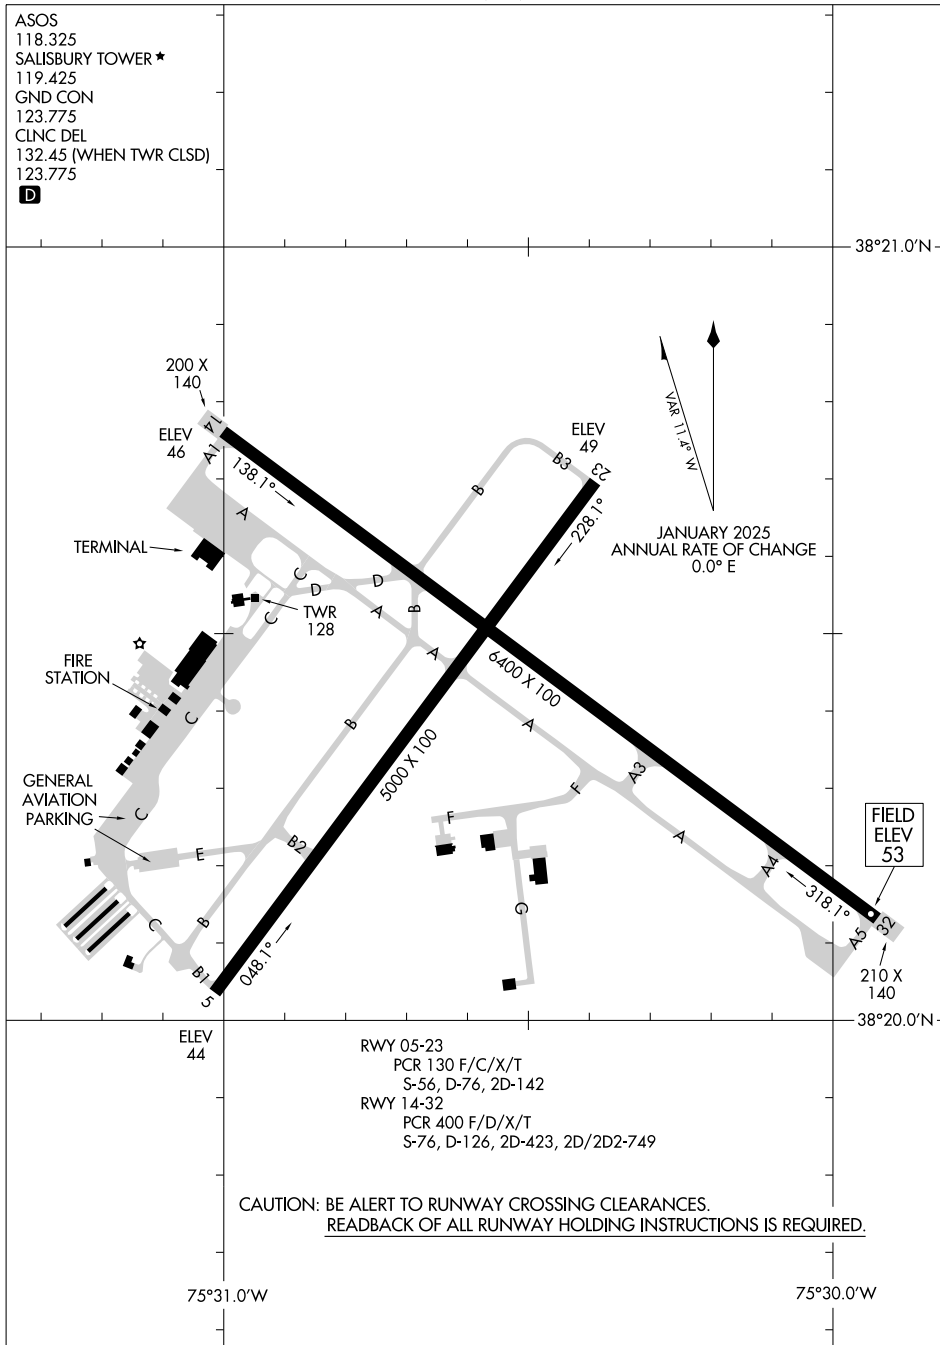 ASOS
118.325
SALISBURY TOWER
119.425
GND CON
123.775
CLNC DEL
132.45 (WHEN TWR CLSD)
123.775
D
38°21.0'N
200 X
140
14
ELEV
46
A1
138.1°
A
TERMINAL
C
D
D
TWR
128
C
A
B
A
FIRE
STATION
C
GENERAL
AVIATION
PARKING
C
E
B
B
C
B1
5
048.1°
B2
5000 X 100
B
B3
ELEV
49
23
228.1°
VAR 11.4° W
JANUARY 2025
ANNUAL RATE OF CHANGE
0.0° E
6400 X 100
A
F
F
G
A3
A
A4
318.1°
A5
32
FIELD
ELEV
53
210 X
140
38°20.0'N
ELEV
44
RWY 05-23
PCR 130 F/C/X/T
S-56, D-76, 2D-142
RWY 14-32
PCR 400 F/D/X/T
S-76, D-126, 2D-423, 2D/2D2-749
CAUTION: BE ALERT TO RUNWAY CROSSING CLEARANCES.
READBACK OF ALL RUNWAY HOLDING INSTRUCTIONS IS REQUIRED.
75°31.0'W
75°30.0'W